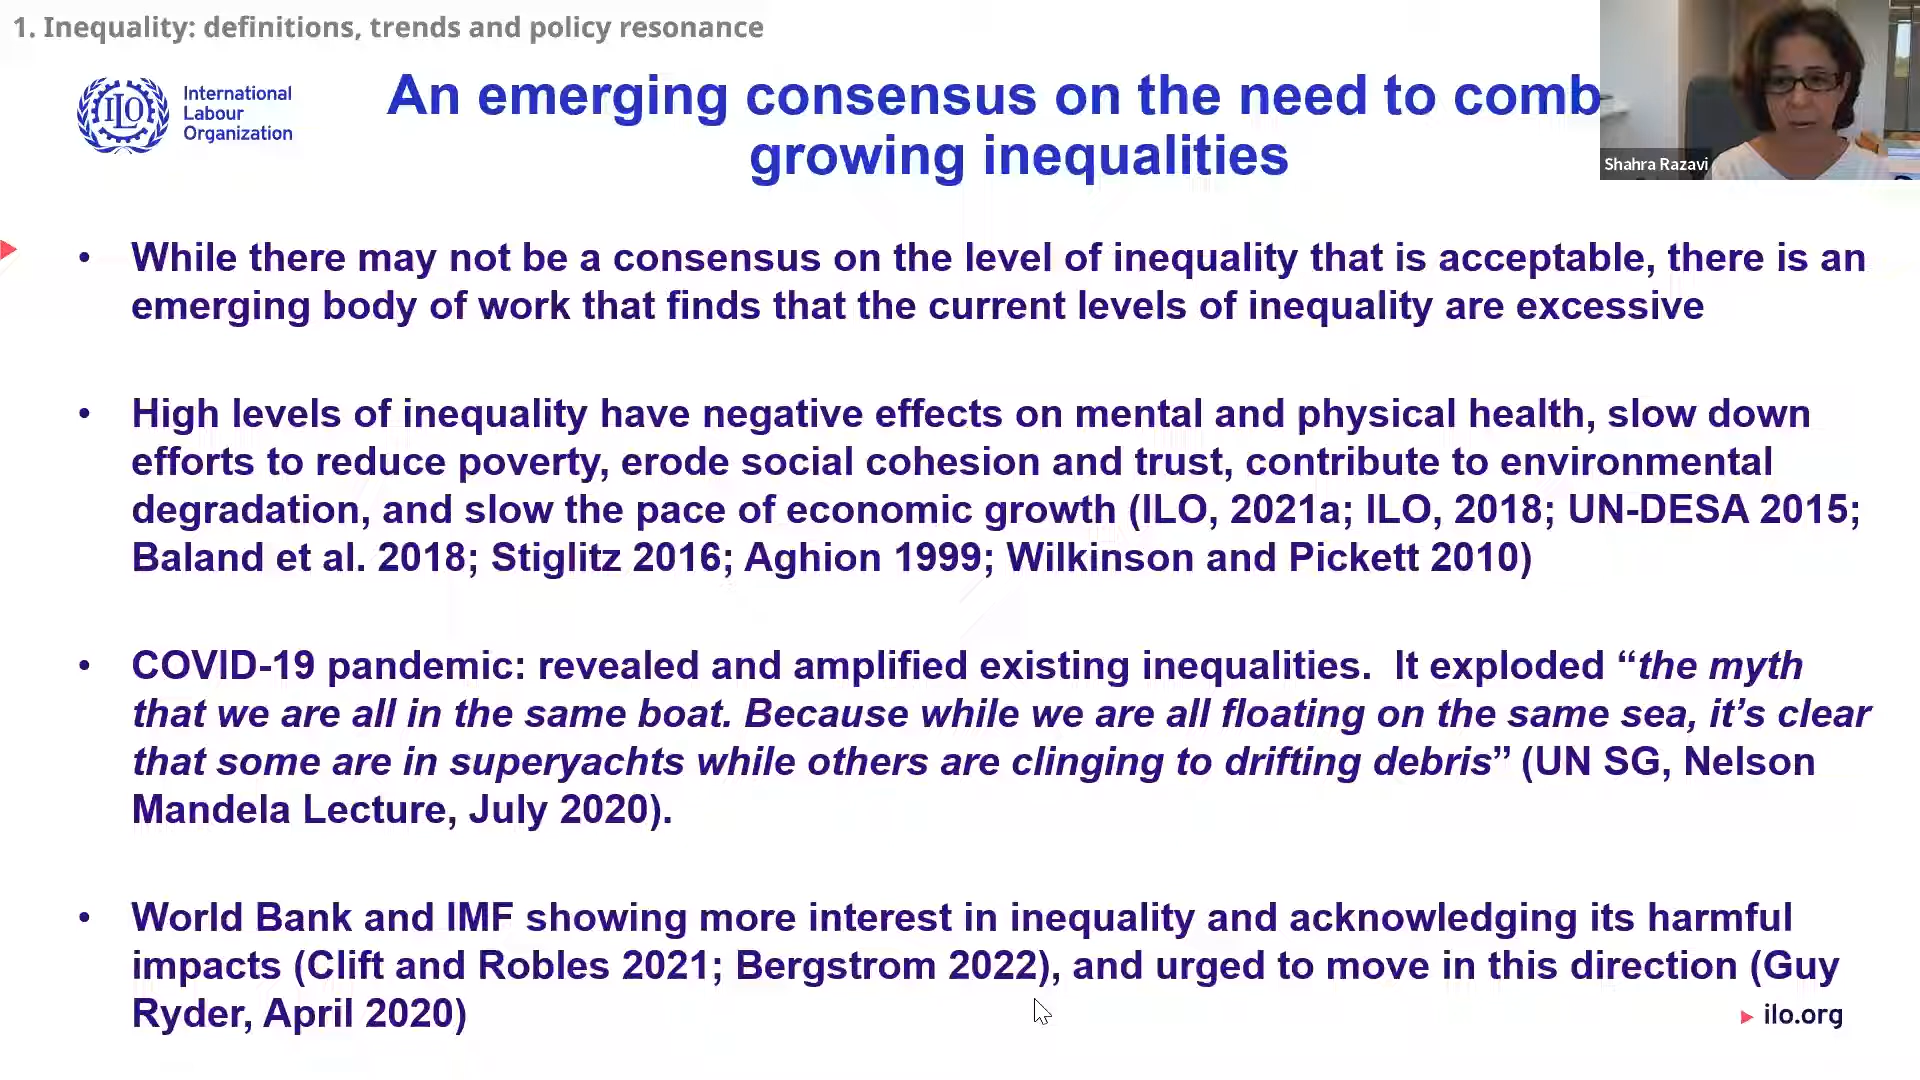 1. Inequality: definitions, trends and policy resonance
ILO
International
Labour
Organization
An emerging consensus on the need to comb
growing inequalities
Shahra Razavi
• While there may not be a consensus on the level of inequality that is acceptable, there is an
emerging body of work that finds that the current levels of inequality are excessive
• High levels of inequality have negative effects on mental and physical health, slow down
efforts to reduce poverty, erode social cohesion and trust, contribute to environmental
degradation, and slow the pace of economic growth (ILO, 2021a; ILO, 2018; UN-DESA 2015;
Baland et al. 2018; Stiglitz 2016; Aghion 1999; Wilkinson and Pickett 2010)
• COVID-19 pandemic: revealed and amplified existing inequalities.  It exploded “the myth
that we are all in the same boat. Because while we are all floating on the same sea, it’s clear
that some are in superyachts while others are clinging to drifting debris” (UN SG, Nelson
Mandela Lecture, July 2020).
• World Bank and IMF showing more interest in inequality and acknowledging its harmful
impacts (Clift and Robles 2021; Bergstrom 2022), and urged to move in this direction (Guy
Ryder, April 2020)
ilo.org